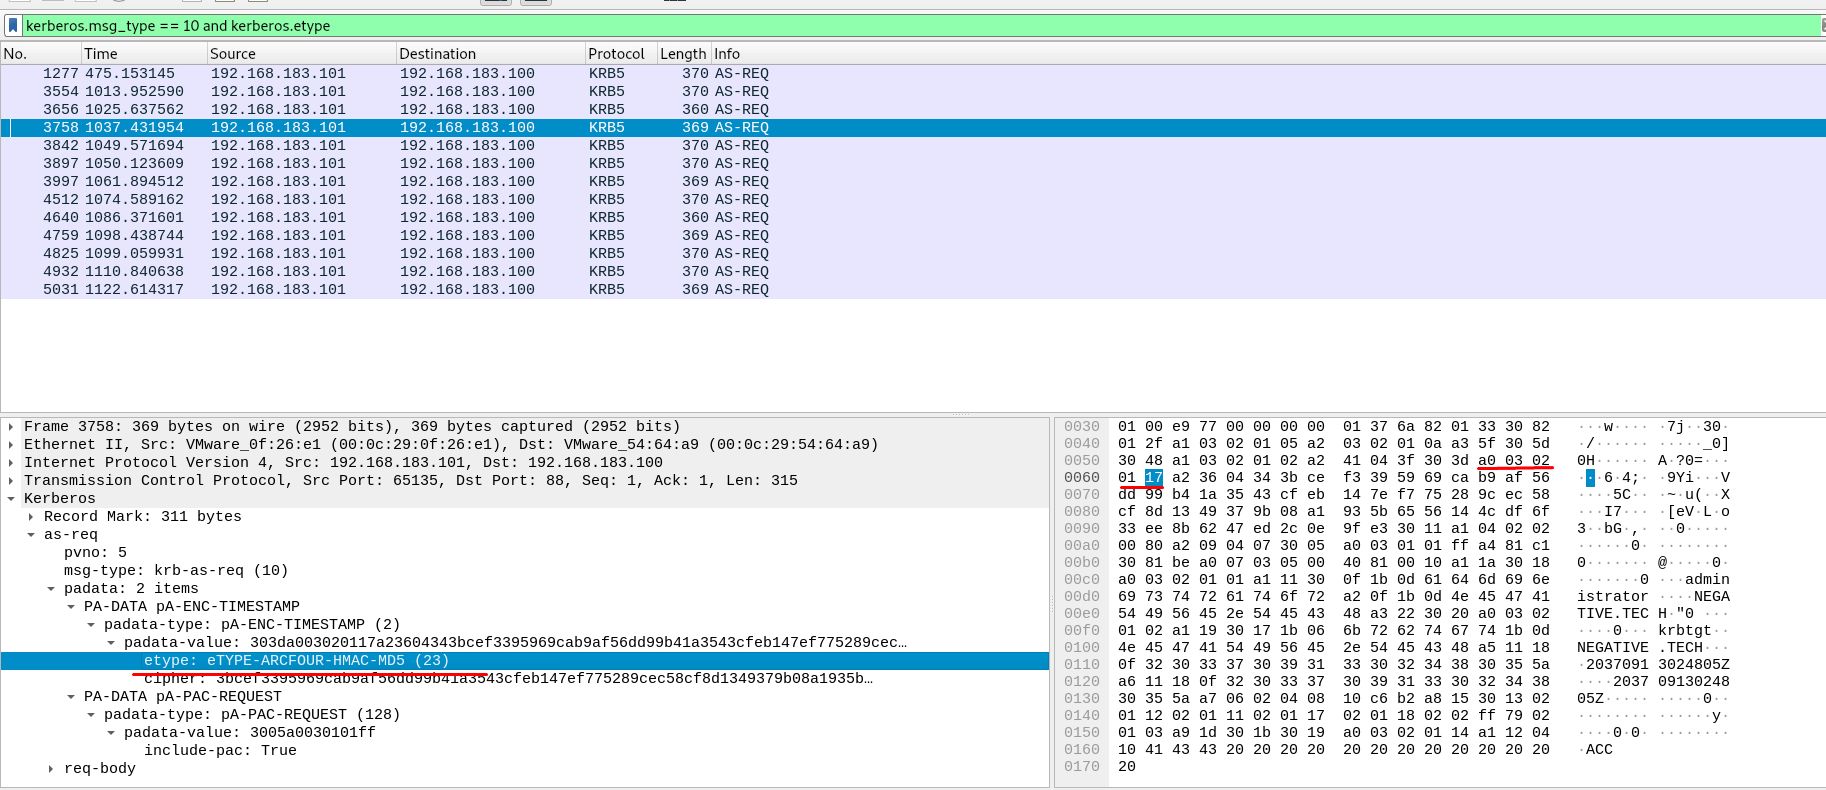 kerberos.msg_type == 10 and kerberos.etype
No. Time Source Destination Protocol Length Info
1277 475.153145 192.168.183.101 192.168.183.100 KRB5 370 AS-REQ
3554 1013.952590 192.168.183.101 192.168.183.100 KRB5 370 AS-REQ
3656 1025.637562 192.168.183.101 192.168.183.100 KRB5 360 AS-REQ
3758 1037.431954 192.168.183.101 192.168.183.100 KRB5 369 AS-REQ
3842 1049.571694 192.168.183.101 192.168.183.100 KRB5 370 AS-REQ
3897 1050.123609 192.168.183.101 192.168.183.100 KRB5 370 AS-REQ
3997 1061.894512 192.168.183.101 192.168.183.100 KRB5 369 AS-REQ
4512 1074.589162 192.168.183.101 192.168.183.100 KRB5 370 AS-REQ
4640 1086.371601 192.168.183.101 192.168.183.100 KRB5 360 AS-REQ
4759 1098.438744 192.168.183.101 192.168.183.100 KRB5 369 AS-REQ
4825 1099.059931 192.168.183.101 192.168.183.100 KRB5 370 AS-REQ
4932 1110.840638 192.168.183.101 192.168.183.100 KRB5 370 AS-REQ
5031 1122.614317 192.168.183.101 192.168.183.100 KRB5 369 AS-REQ
Frame 3758: 369 bytes on wire (2952 bits), 369 bytes captured (2952 bits)
Ethernet II, Src: VMware_0f:26:e1 (00:0c:29:0f:26:e1), Dst: VMware_54:64:a9 (00:0c:29:54:64:a9)
Internet Protocol Version 4, Src: 192.168.183.101, Dst: 192.168.183.100
Transmission Control Protocol, Src Port: 65135, Dst Port: 88, Seq: 1, Ack: 1, Len: 315
Kerberos
Record Mark: 311 bytes
as-req
pvno: 5
msg-type: krb-as-req (10)
padata: 2 items
PA-DATA pA-ENC-TIMESTAMP
padata-type: pA-ENC-TIMESTAMP (2)
padata-value: 303da003020117a23604343bcef3395969cab9af56dd99b41a3543cfeb147ef775289cec…
etype: eTYPE-ARCFOUR-HMAC-MD5 (23)
cipher: 3bcef3395969cab9af56dd99b41a3543cfeb147ef775289cec58cf8d1349379b08a1935b…
PA-DATA pA-PAC-REQUEST
padata-type: pA-PAC-REQUEST (128)
padata-value: 3005a0030101ff
include-pac: True
req-body
0030 01 00 e9 77 00 00 00 00 01 37 6a 82 01 33 30 82 ···w···· ·7j··30·
0040 01 2f a1 03 02 01 05 a2 03 02 01 0a a3 5f 30 5d ·/······ ·····_0]
0050 30 48 a1 03 02 01 02 a2 41 04 3f 30 3d a0 03 02 0H······ A·?0=···
0060 01 17 a2 36 04 34 3b ce f3 39 59 69 ca b9 af 56 ···6·4;· ·9Yi···V
0070 dd 99 b4 1a 35 43 cf eb 14 7e f7 75 28 9c ec 58 ····5C·· ·~·u(··X
0080 cf 8d 13 49 37 9b 08 a1 93 5b 65 56 14 4c df 6f ···I7··· ·[eV·L·o
0090 33 ee 8b 62 47 ed 2c 0e 9f e3 30 11 a1 04 02 02 3··bG·,· ··0·····
00a0 00 80 a2 09 04 07 30 05 a0 03 01 01 ff a4 81 c1 ······0· ········
00b0 30 81 be a0 07 03 05 00 40 81 00 10 a1 1a 30 18 0······· @·····0·
00c0 a0 03 02 01 01 a1 11 30 0f 1b 0d 61 64 6d 69 6e ·······0 ···admin
00d0 69 73 74 72 61 74 6f 72 a2 0f 1b 0d 4e 45 47 41 istrator ····NEGA
00e0 54 49 56 45 2e 54 45 43 48 a3 22 30 20 a0 03 02 TIVE.TEC H·"0 ···
00f0 01 02 a1 19 30 17 1b 06 6b 72 62 74 67 74 1b 0d ····0··· krbtgt··
0100 4e 45 47 41 54 49 56 45 2e 54 45 43 48 a5 11 18 NEGATIVE .TECH···
0110 0f 32 30 33 37 30 39 31 33 30 32 34 38 30 35 5a ·2037091 3024805Z
0120 a6 11 18 0f 32 30 33 37 30 39 31 33 30 32 34 38 ····2037 09130248
0130 30 35 5a a7 06 02 04 08 10 c6 b2 a8 15 30 13 02 05Z····· ·····0··
0140 01 12 02 01 11 02 01 17 02 01 18 02 02 ff 79 02 ········ ······y·
0150 01 03 a9 1d 30 1b 30 19 a0 03 02 01 14 a1 12 04 ····0·0· ········
0160 10 41 43 43 20 20 20 20 20 20 20 20 20 20 20 20 ·ACC
0170 20